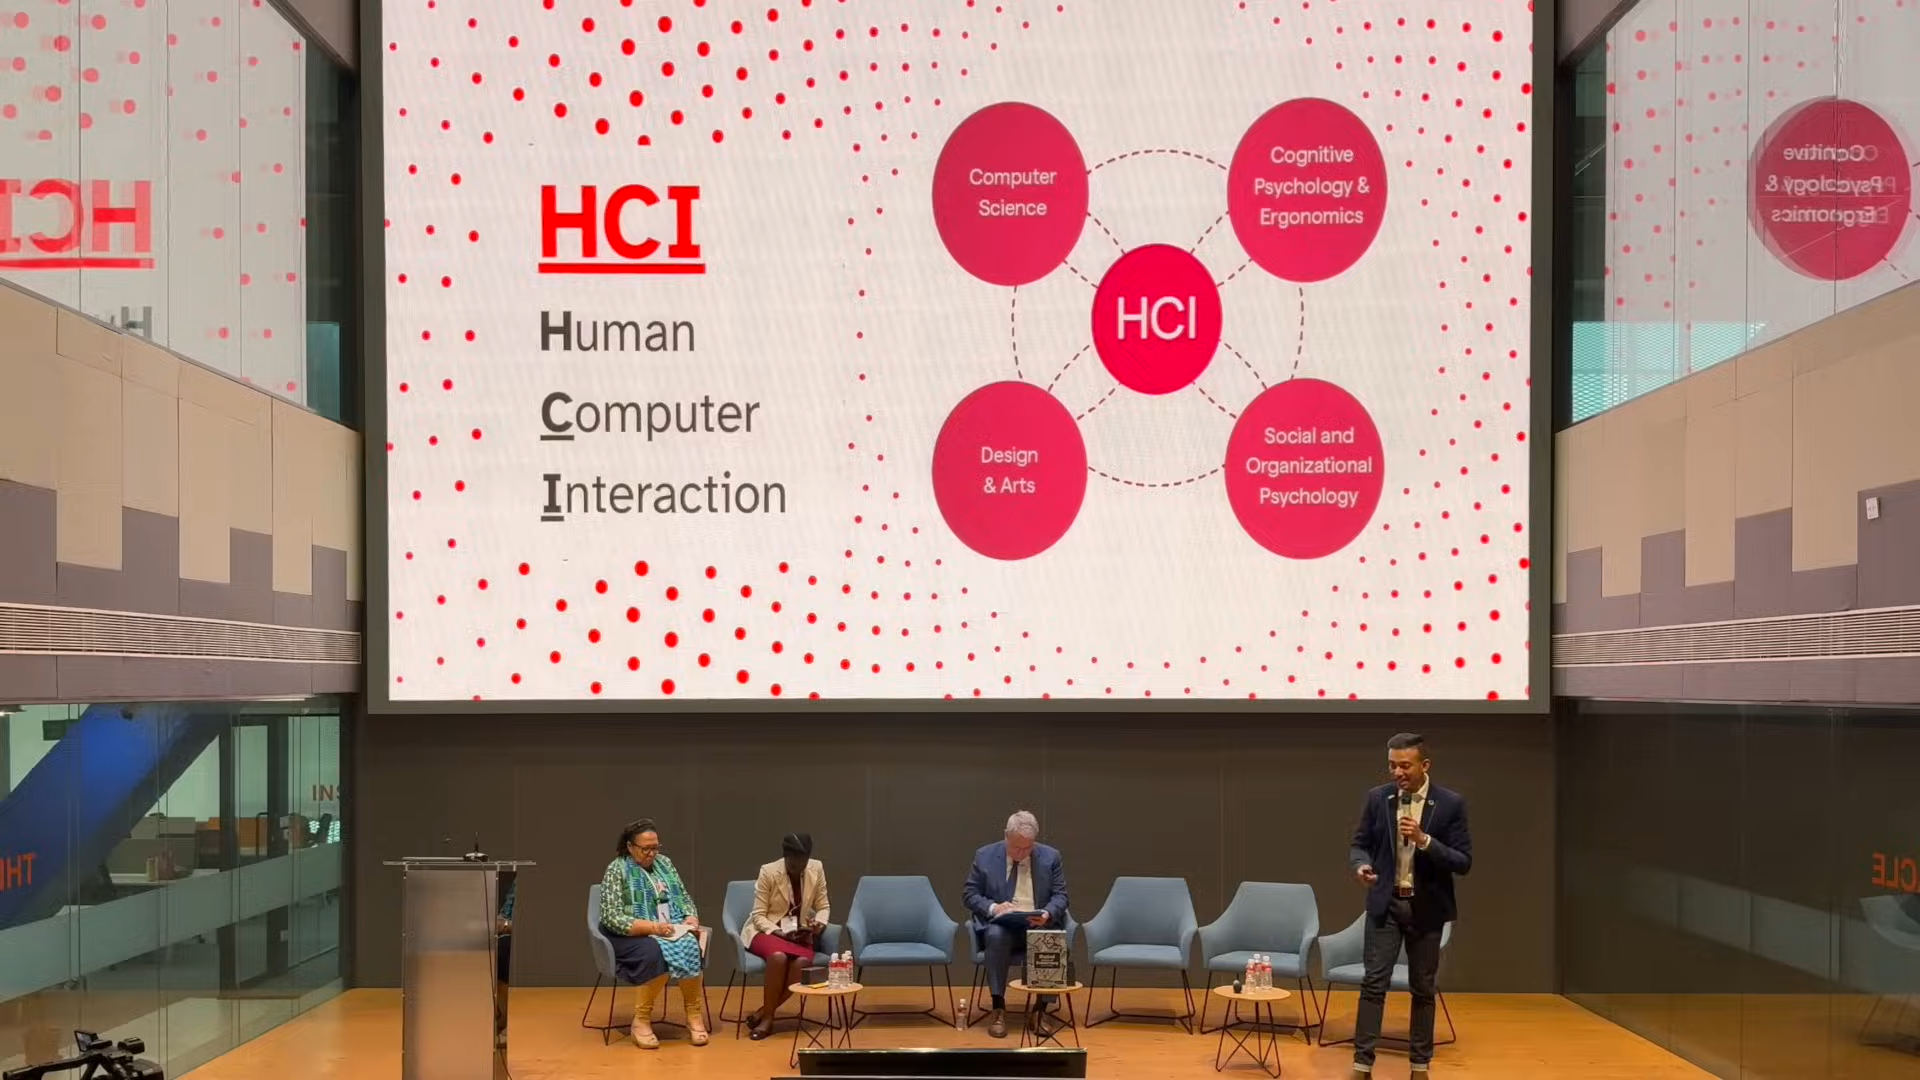 HCI
Human
Computer
Interaction
Computer
Science
Cognitive
Psychology &
Ergonomics
HCI
Design
& Arts
Social and
Organizational
Psychology